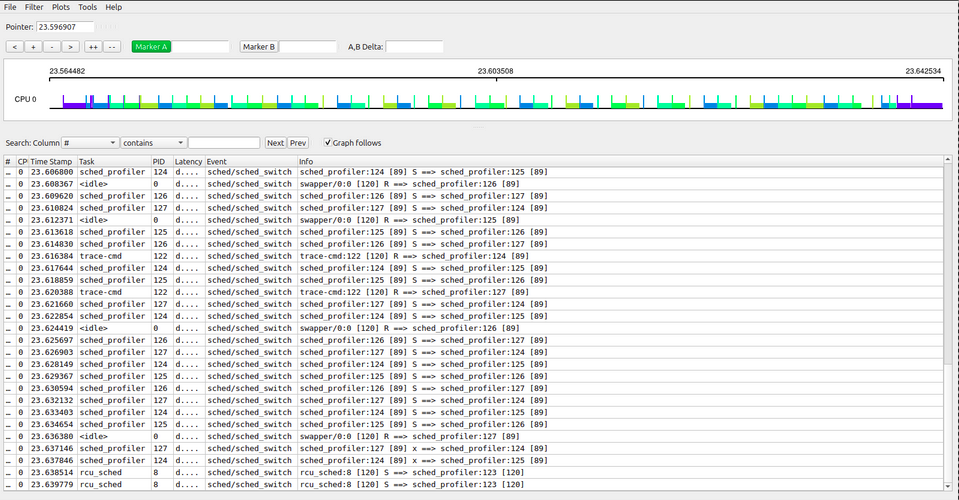 File Filter Plots Tools Help
Pointer: 23.596907
< + - > ++ -- Marker A Marker B A,B Delta:
23.564482 23.603508 23.642534
CPU 0
Search: Column # contains Next Prev Graph follows
# CP Time Stamp Task PID Latency Event Info
... 0 23.606800 sched_profiler 124 d.... sched/sched_switch sched_profiler:124 [89] S ==> sched_profiler:125 [89]
... 0 23.608367 <idle> 0 d.... sched/sched_switch swapper/0:0 [120] R ==> sched_profiler:126 [89]
... 0 23.609620 sched_profiler 126 d.... sched/sched_switch sched_profiler:126 [89] S ==> sched_profiler:127 [89]
... 0 23.610824 sched_profiler 127 d.... sched/sched_switch sched_profiler:127 [89] S ==> sched_profiler:124 [89]
... 0 23.612371 <idle> 0 d.... sched/sched_switch swapper/0:0 [120] R ==> sched_profiler:125 [89]
... 0 23.613618 sched_profiler 125 d.... sched/sched_switch sched_profiler:125 [89] S ==> sched_profiler:126 [89]
... 0 23.614830 sched_profiler 126 d.... sched/sched_switch sched_profiler:126 [89] S ==> sched_profiler:127 [89]
... 0 23.616384 trace-cmd 122 d.... sched/sched_switch trace-cmd:122 [120] R ==> sched_profiler:124 [89]
... 0 23.617644 sched_profiler 124 d.... sched/sched_switch sched_profiler:124 [89] S ==> sched_profiler:125 [89]
... 0 23.618859 sched_profiler 125 d.... sched/sched_switch sched_profiler:125 [89] S ==> sched_profiler:126 [89]
... 0 23.620388 trace-cmd 122 d.... sched/sched_switch trace-cmd:122 [120] R ==> sched_profiler:127 [89]
... 0 23.621660 sched_profiler 127 d.... sched/sched_switch sched_profiler:127 [89] S ==> sched_profiler:124 [89]
... 0 23.622854 sched_profiler 124 d.... sched/sched_switch sched_profiler:124 [89] S ==> sched_profiler:125 [89]
... 0 23.624419 <idle> 0 d.... sched/sched_switch swapper/0:0 [120] R ==> sched_profiler:126 [89]
... 0 23.625697 sched_profiler 126 d.... sched/sched_switch sched_profiler:126 [89] S ==> sched_profiler:127 [89]
... 0 23.626903 sched_profiler 127 d.... sched/sched_switch sched_profiler:127 [89] S ==> sched_profiler:124 [89]
... 0 23.628149 sched_profiler 124 d.... sched/sched_switch sched_profiler:124 [89] S ==> sched_profiler:125 [89]
... 0 23.629367 sched_profiler 125 d.... sched/sched_switch sched_profiler:125 [89] S ==> sched_profiler:126 [89]
... 0 23.630594 sched_profiler 126 d.... sched/sched_switch sched_profiler:126 [89] S ==> sched_profiler:127 [89]
... 0 23.632132 sched_profiler 127 d.... sched/sched_switch sched_profiler:127 [89] S ==> sched_profiler:124 [89]
... 0 23.633403 sched_profiler 124 d.... sched/sched_switch sched_profiler:124 [89] S ==> sched_profiler:125 [89]
... 0 23.634654 sched_profiler 125 d.... sched/sched_switch sched_profiler:125 [89] S ==> sched_profiler:126 [89]
... 0 23.636380 <idle> 0 d.... sched/sched_switch swapper/0:0 [120] R ==> sched_profiler:127 [89]
... 0 23.637146 sched_profiler 127 d.... sched/sched_switch sched_profiler:127 [89] x ==> sched_profiler:124 [89]
... 0 23.637846 sched_profiler 124 d.... sched/sched_switch sched_profiler:124 [89] x ==> sched_profiler:125 [89]
... 0 23.638514 rcu_sched 8 d.... sched/sched_switch rcu_sched:8 [120] S ==> sched_profiler:123 [120]
... 0 23.639779 rcu_sched 8 d.... sched/sched_switch rcu_sched:8 [120] S ==> sched_profiler:123 [120]